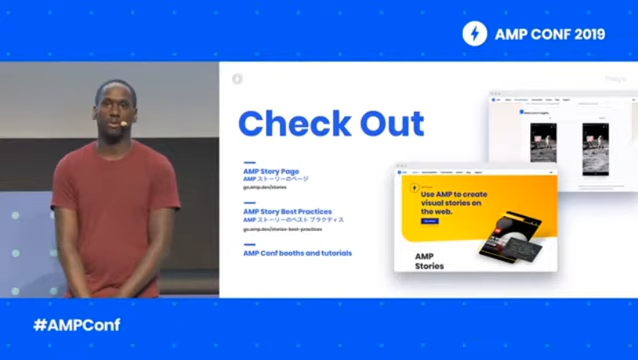 AMP CONF 2019
Check Out
AMP Story Page
AMP ストーリーのページ
go.amp.dev/stories
AMP Story Best Practices
AMP ストーリーのベスト プラクティス
go.amp.dev/stories-best-practices
AMP Conf booths and tutorials
Use AMP to create
visual stories on
the web.
AMP
Stories
#AMPConf